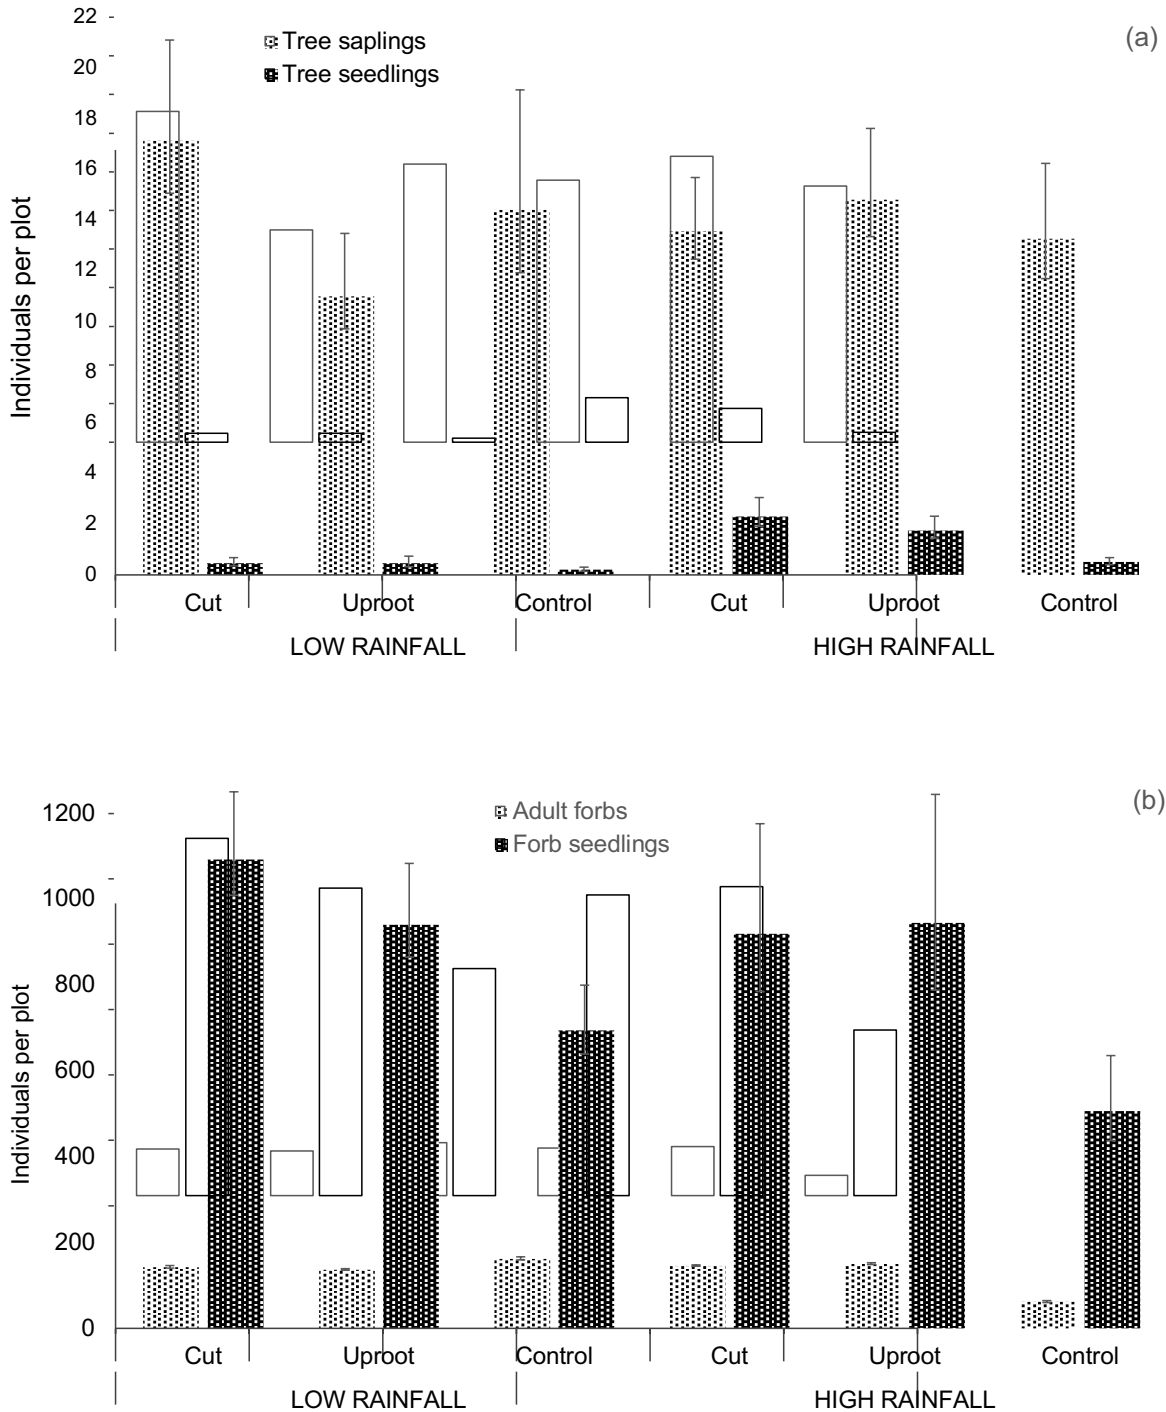 (a)
Tree saplings
Tree seedlings
Individuals per plot
22
20
18
16
14
12
10
8
6
4
2
0
Cut Uproot Control Cut Uproot Control
LOW RAINFALL HIGH RAINFALL
(b)
Adult forbs
Forb seedlings
Individuals per plot
1200
1000
800
600
400
200
0
Cut Uproot Control Cut Uproot Control
LOW RAINFALL HIGH RAINFALL